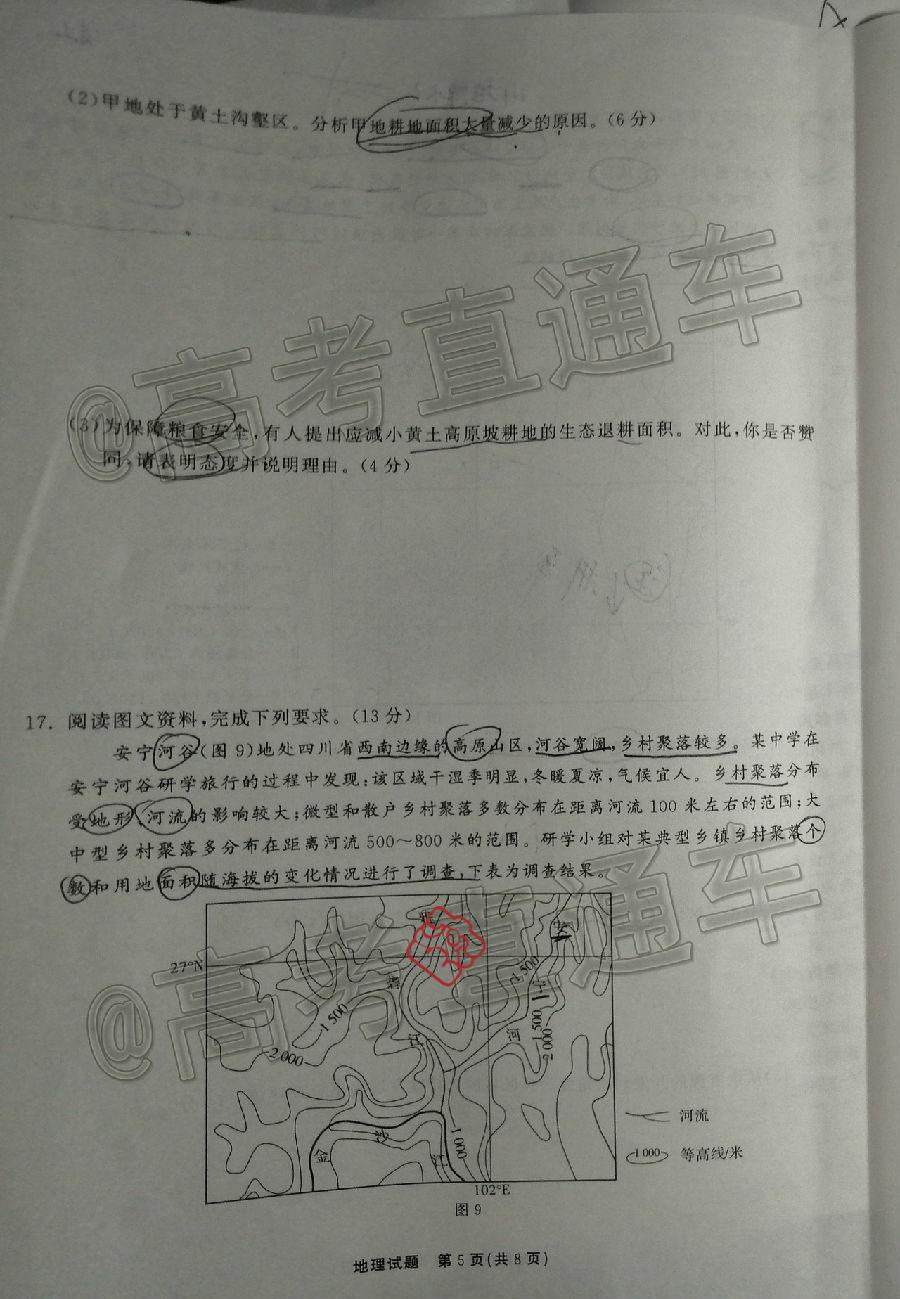 (2)甲地处于黄土沟壑区。分析甲地耕地面积大量减少的原因。(6分)
@高考直通车
(3)为保障粮食安全,有人提出应减小黄土高原坡耕地的生态退耕面积。对此,你是否赞
同,请表明态度并说明理由。(4分)
17. 阅读图文资料,完成下列要求。(13分)
安宁河谷(图9)地处四川省西南边缘的高原山区,河谷宽阔,乡村聚落较多。某中学在
安宁河谷研学旅行的过程中发现:该区域干湿季明显,冬暖夏凉,气候宜人。乡村聚落分布
受地形、河流的影响较大;微型和散户乡村聚落多数分布在距离河流100米左右的范围;大
中型乡村聚落多分布在距离河流500~800米的范围。研学小组对某典型乡镇乡村聚落个
数和用地面积随海拔的变化情况进行了调查,下表为调查结果。
@高考直通车
27°N
雅
砻
江
安
宁
河
1 500
2 000
1 500
1 500
2 000
1 000
金
沙
江
102°E
河流
1 000
等高线/米
图9
地理试题 第5页(共8页)